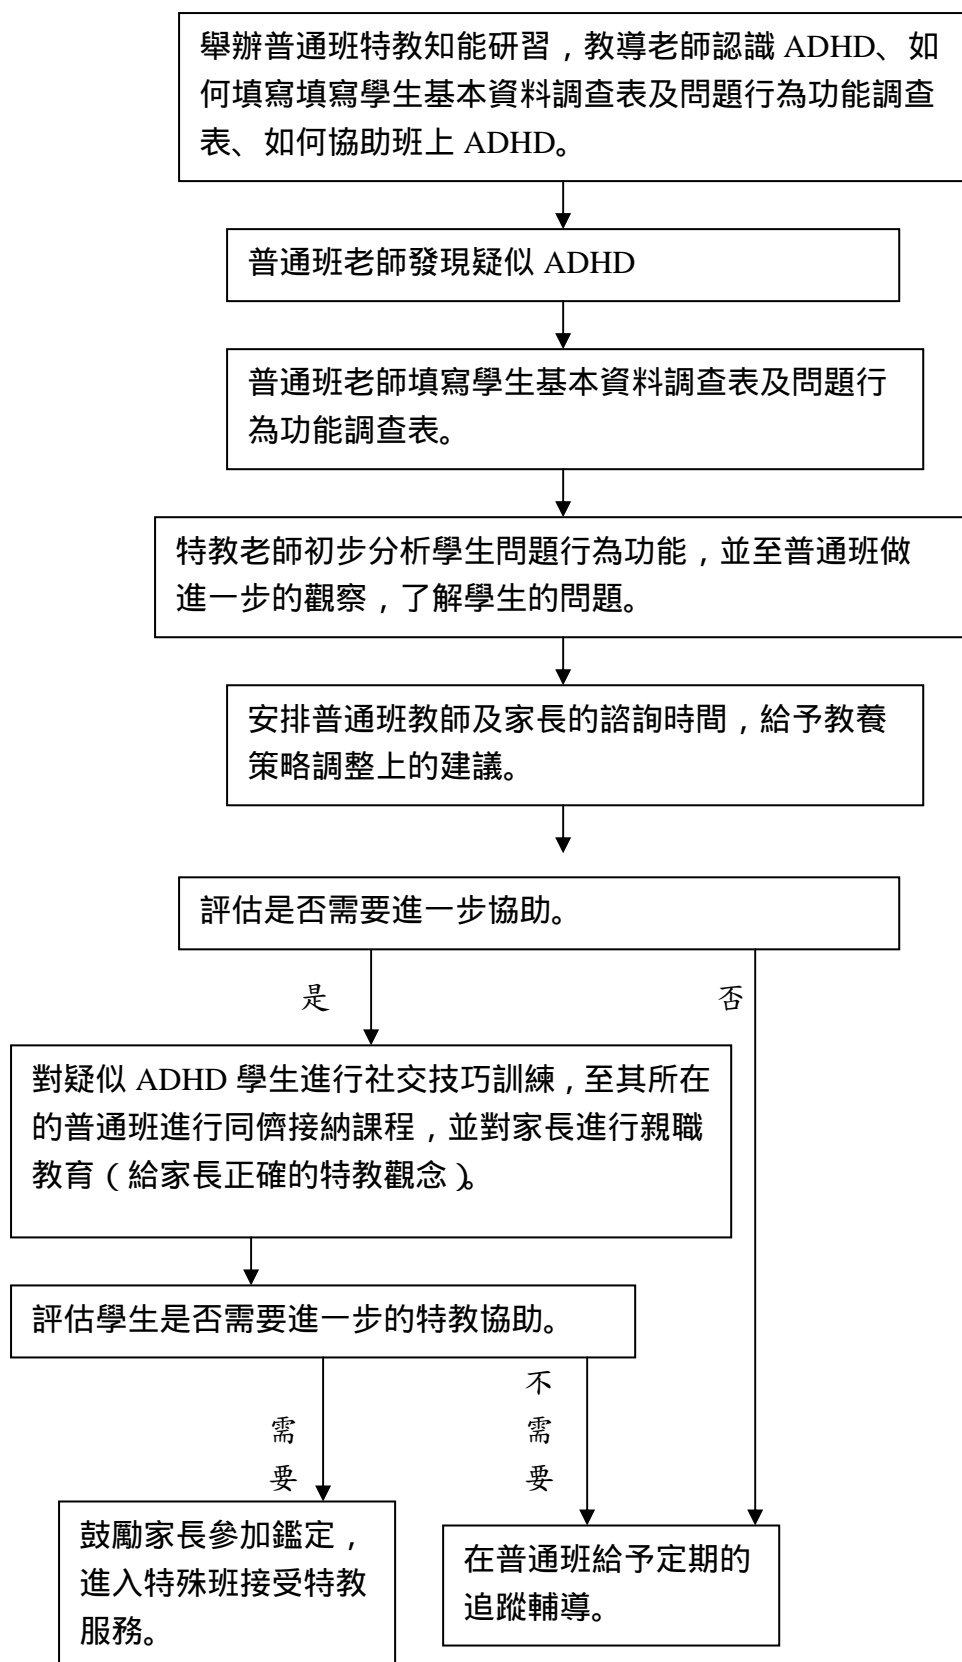 舉辦普通班特教知能研習，教導老師認識 ADHD、如
何填寫填寫學生基本資料調查表及問題行為功能調查
表、如何協助班上 ADHD。
普通班老師發現疑似 ADHD
普通班老師填寫學生基本資料調查表及問題行
為功能調查表。
特教老師初步分析學生問題行為功能，並至普通班做
進一步的觀察，了解學生的問題。
安排普通班教師及家長的諮詢時間，給予教養
策略調整上的建議。
評估是否需要進一步協助。
是
否
對疑似 ADHD 學生進行社交技巧訓練，至其所在
的普通班進行同儕接納課程，並對家長進行親職
教育（給家長正確的特教觀念）。
評估學生是否需要進一步的特教協助。
需
要
不
需
要
鼓勵家長參加鑑定，
進入特殊班接受特教
服務。
在普通班給予定期的
追蹤輔導。